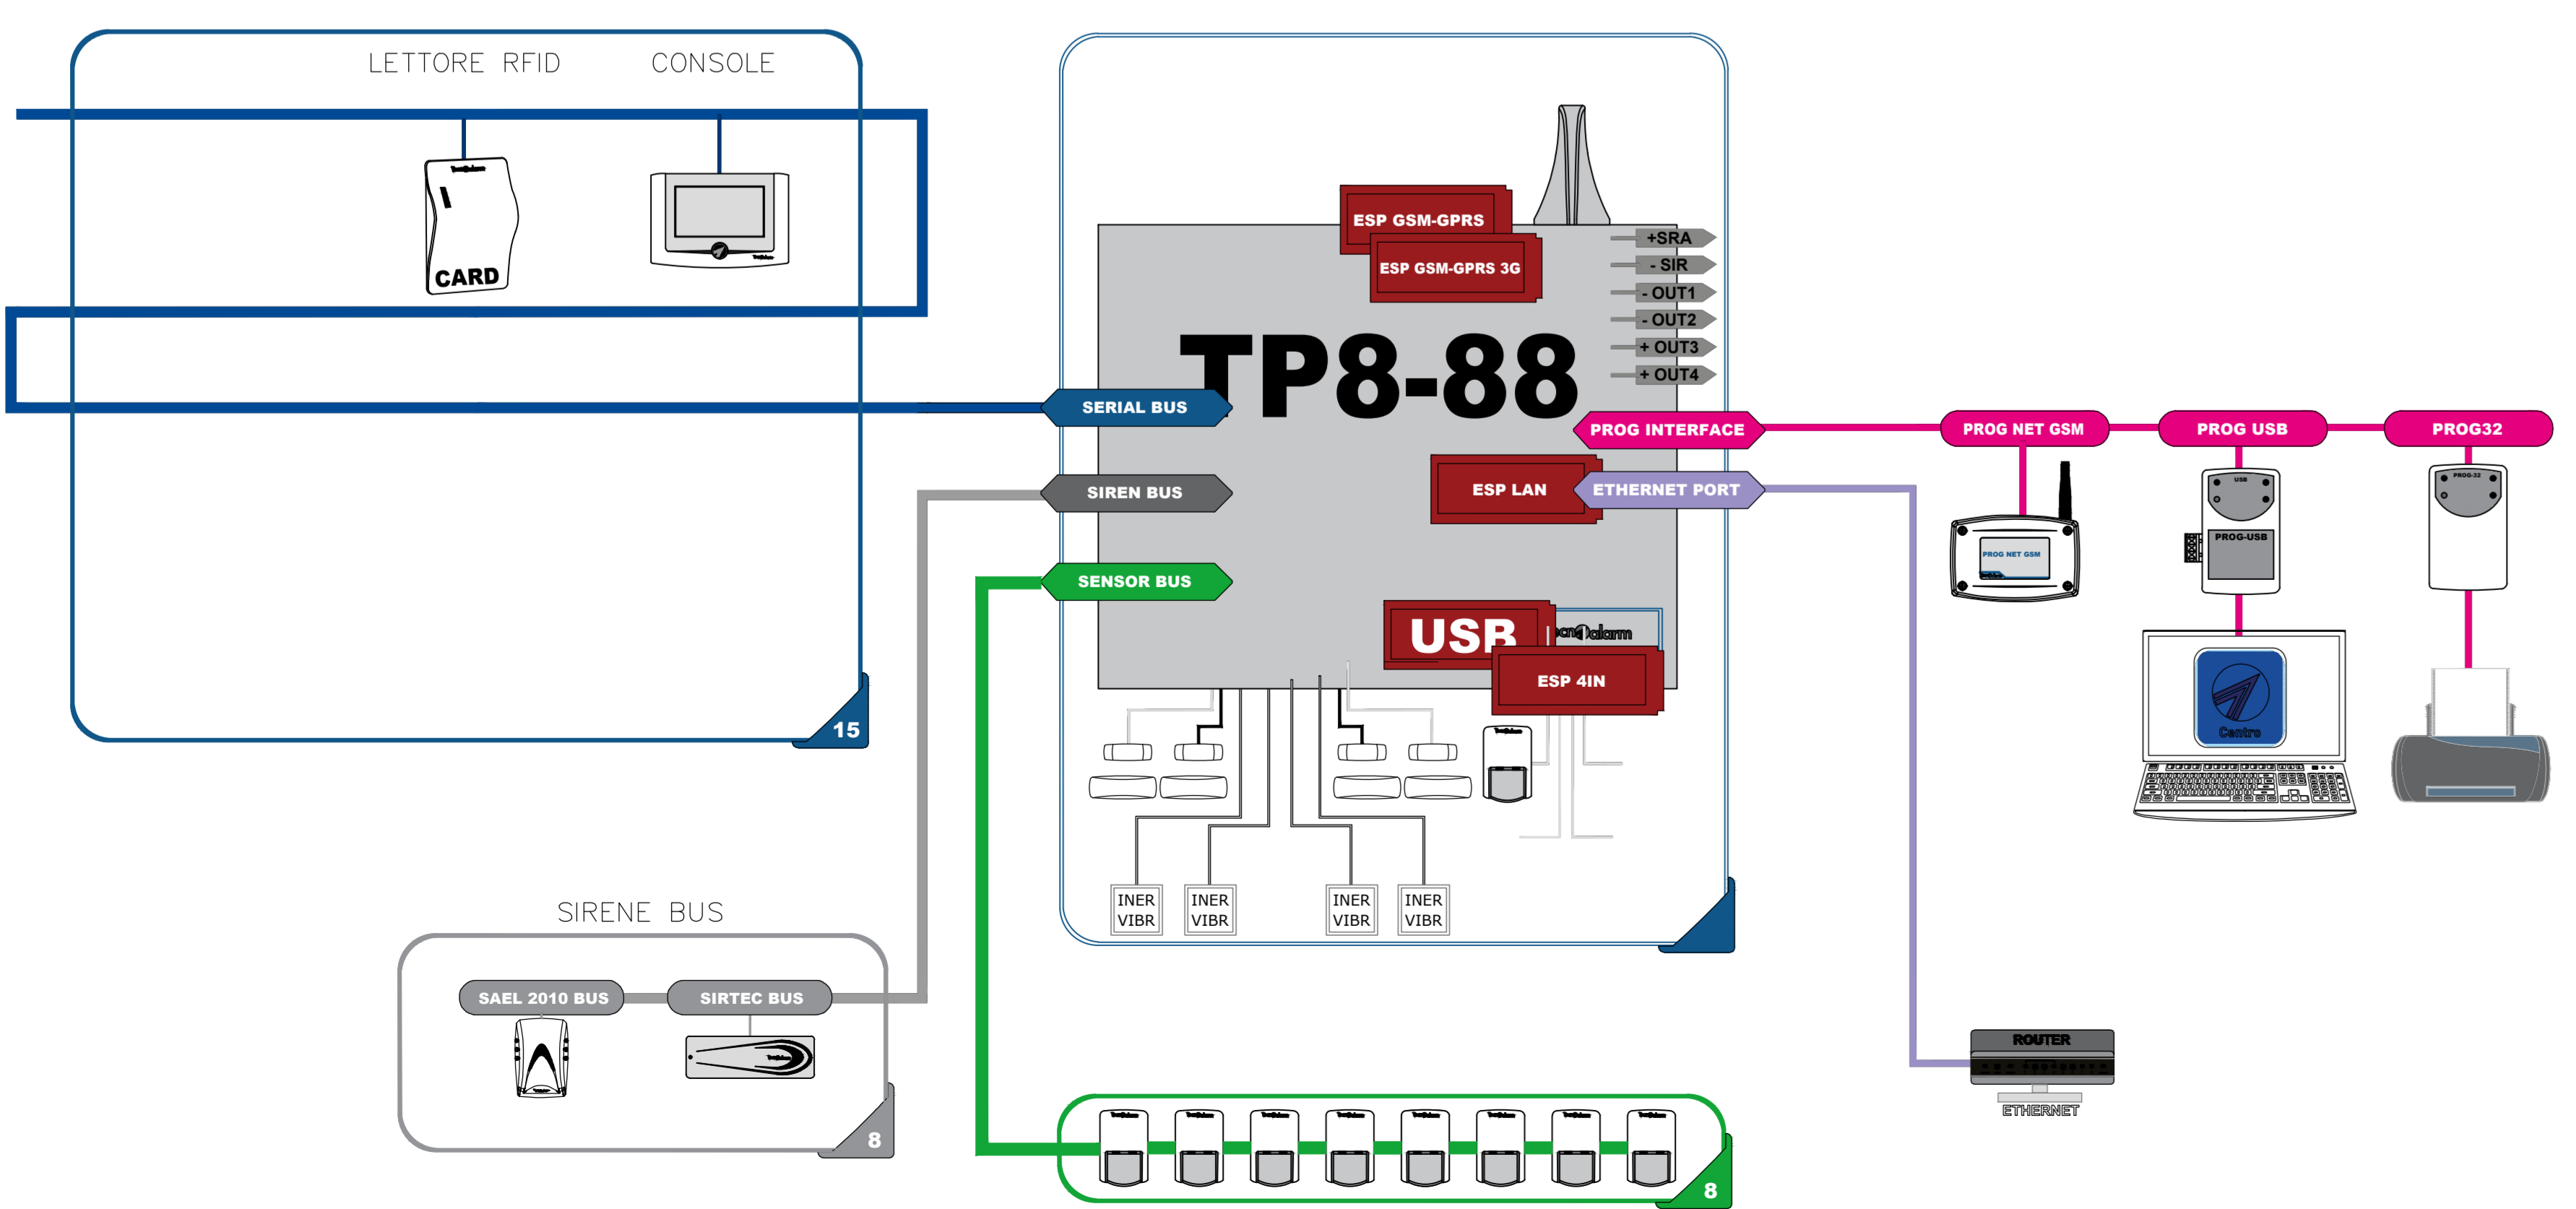 LETTORE RFID
CONSOLE
CARD
15
ESP GSM-GPRS
ESP GSM-GPRS 3G
+SRA
- SIR
- OUT1
- OUT2
+ OUT3
+ OUT4
TP8-88
SERIAL BUS
SIREN BUS
SENSOR BUS
PROG INTERFACE
ESP LAN
ETHERNET PORT
USB
ESP 4IN
INER
VIBR
INER
VIBR
INER
VIBR
INER
VIBR
PROG NET GSM
PROG USB
PROG32
PROG NET GSM
USB
PROG-USB
PROG-32
Centro
SIRENE BUS
SAEL 2010 BUS
SIRTEC BUS
8
ROUTER
ETHERNET
8